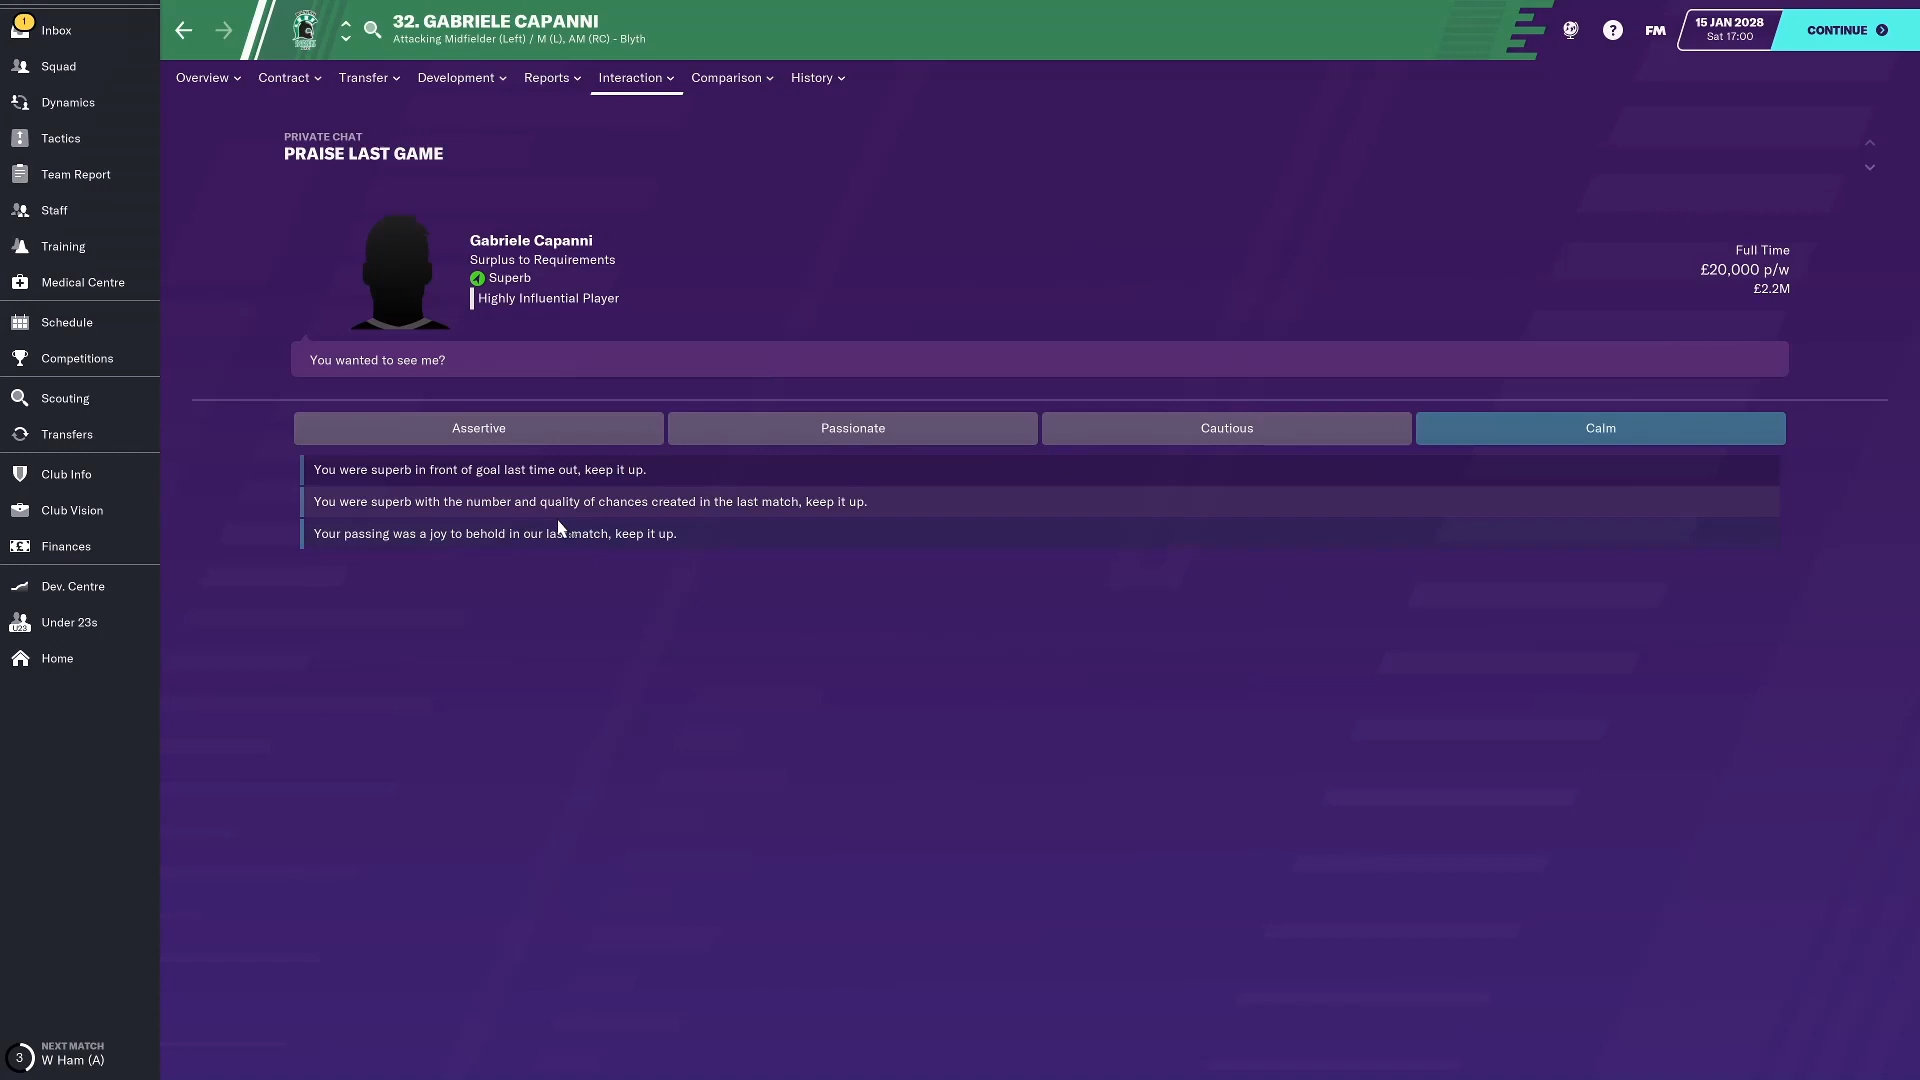 1
Inbox
Squad
Dynamics
Tactics
Team Report
Staff
Training
Medical Centre
Schedule
Competitions
Scouting
Transfers
Club Info
Club Vision
Finances
Dev. Centre
U23
Under 23s
Home
3
NEXT MATCH
W Ham (A)
32. GABRIELE CAPANNI
Attacking Midfielder (Left) / M (L), AM (RC) - Blyth
?
FM
15 JAN 2028
Sat 17:00
CONTINUE
Overview
Contract
Transfer
Development
Reports
Interaction
Comparison
History
PRIVATE CHAT
PRAISE LAST GAME
Gabriele Capanni
Surplus to Requirements
Superb
Highly Influential Player
Full Time
£20,000 p/w
£2.2M
You wanted to see me?
Assertive
Passionate
Cautious
Calm
You were superb in front of goal last time out, keep it up.
You were superb with the number and quality of chances created in the last match, keep it up.
Your passing was a joy to behold in our last match, keep it up.